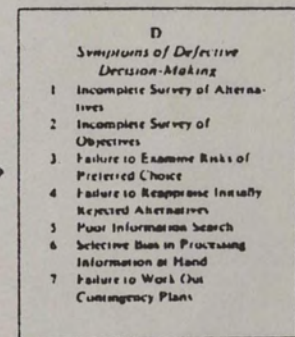 D
Symptoms of Defective
Decision-Making
1 Incomplete Survey of Alterna-
tives
2 Incomplete Survey of
Objectives
3 Failure to Examine Risks of
Preferred Choice
4 Failure to Reappraise Initially
Rejected Alternatives
5 Poor Information Search
6 Selective Bias in Processing
Information at Hand
7 Failure to Work Out
Contingency Plans